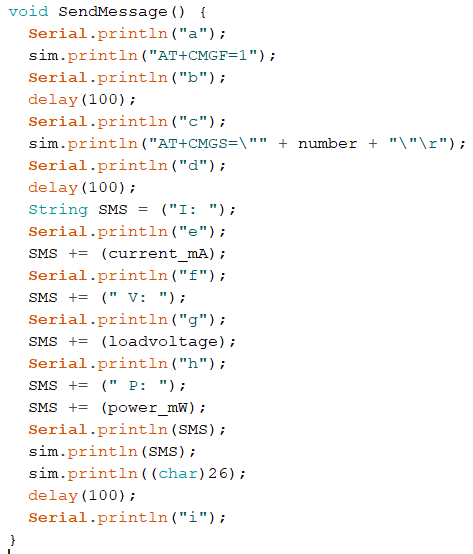 void SendMessage() {
  Serial.println("a");
  sim.println("AT+CMGF=1");
  Serial.println("b");
  delay(100);
  Serial.println("c");
  sim.println("AT+CMGS=\"" + number + "\"\r");
  Serial.println("d");
  delay(100);
  String SMS = ("I: ");
  Serial.println("e");
  SMS += (current_mA);
  Serial.println("f");
  SMS += (" V: ");
  Serial.println("g");
  SMS += (loadvoltage);
  Serial.println("h");
  SMS += (" P: ");
  SMS += (power_mW);
  Serial.println(SMS);
  sim.println(SMS);
  sim.println((char)26);
  delay(100);
  Serial.println("i");
}